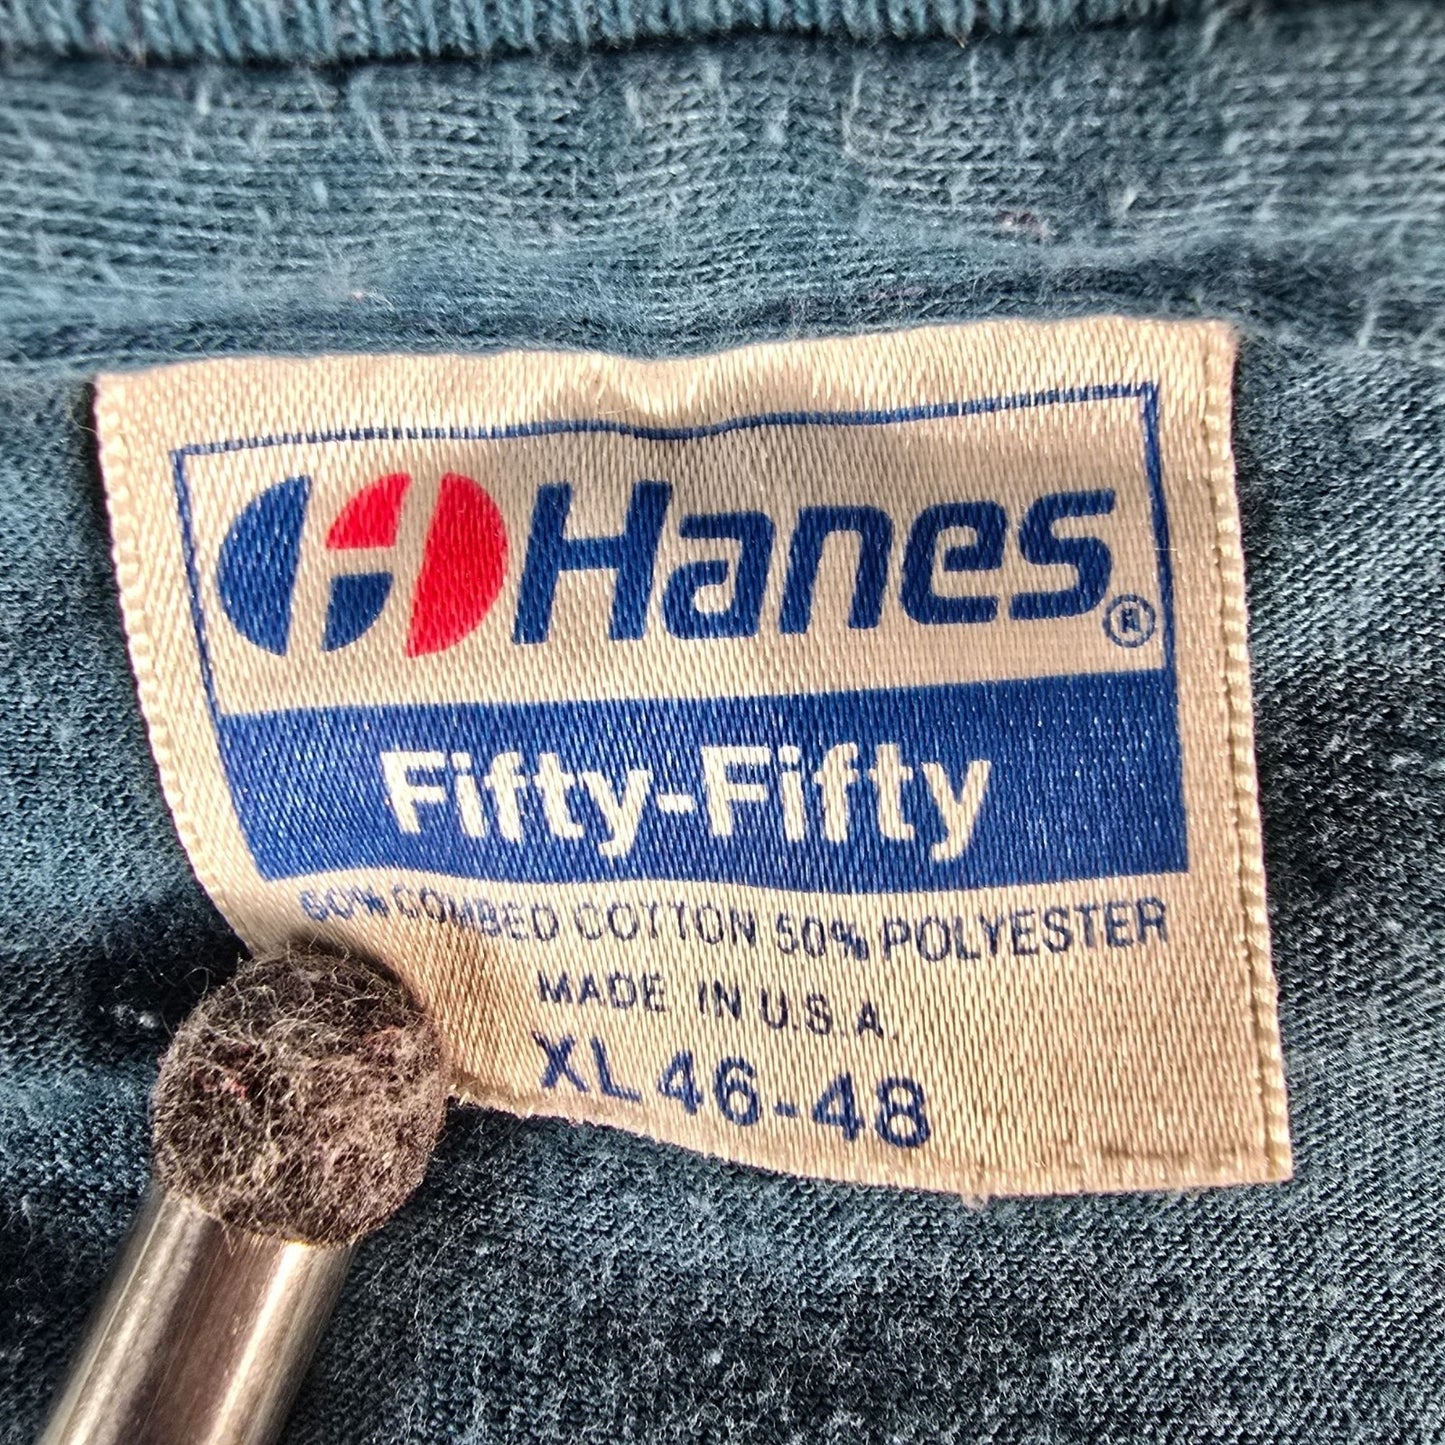 Hanes®
Fifty-Fifty
50% COMBED COTTON 50% POLYESTER
MADE IN U.S.A.
XL 46-48